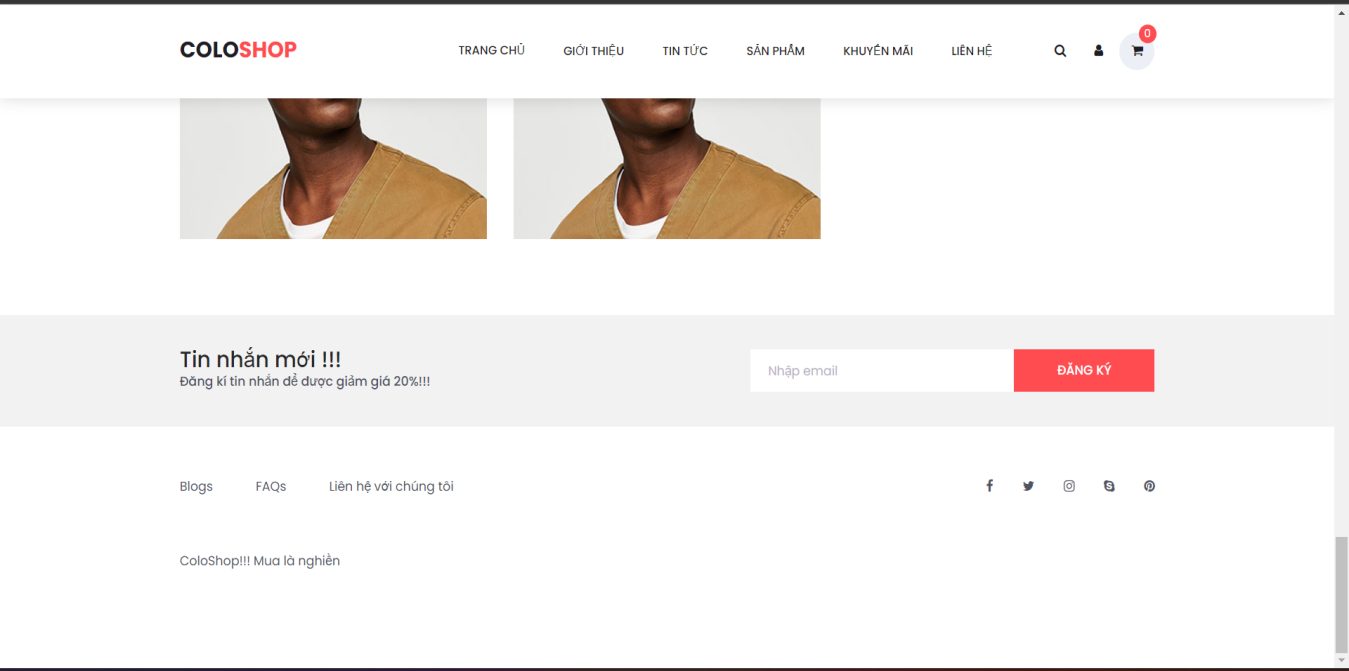 COLOSHOP
TRANG CHỦ
GIỚI THIỆU
TIN TỨC
SẢN PHẨM
KHUYẾN MÃI
LIÊN HỆ
0
Tin nhắn mới !!!
Đăng kí tin nhắn để được giảm giá 20%!!!
Nhập email
ĐĂNG KÝ
Blogs
FAQs
Liên hệ với chúng tôi
ColoShop!!! Mua là nghiền